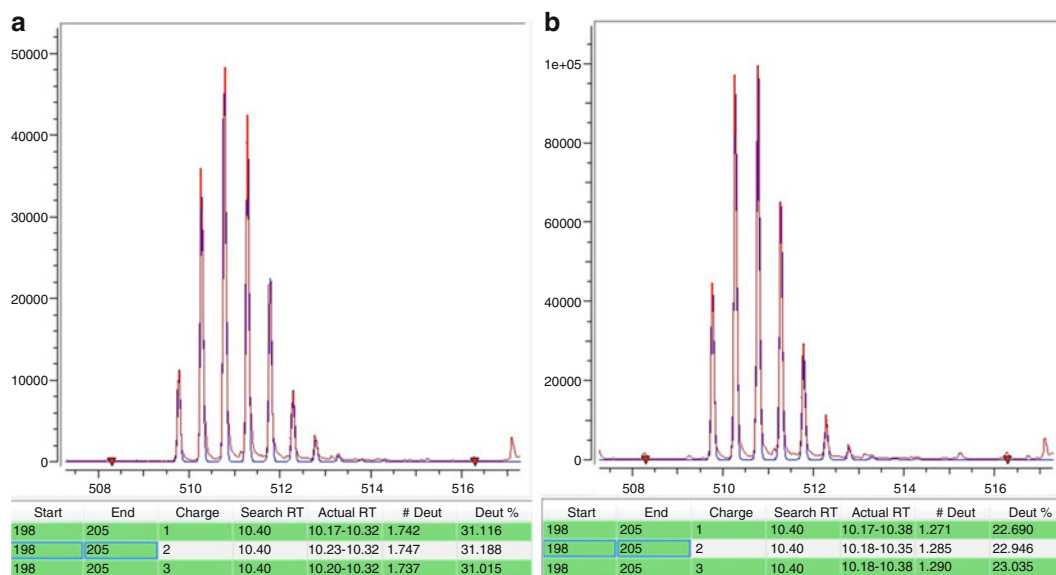 a
50000
40000
30000
20000
10000
0
508 510 512 514 516
Start End Charge Search RT Actual RT # Deut Deut %
198 205 1 10.40 10.17-10.32 1.742 31.116
198 205 2 10.40 10.23-10.32 1.747 31.188
198 205 3 10.40 10.20-10.32 1.737 31.015
b
1e+05
80000
60000
40000
20000
0
508 510 512 514 516
Start End Charge Search RT Actual RT # Deut Deut %
198 205 1 10.40 10.17-10.38 1.271 22.690
198 205 2 10.40 10.18-10.35 1.285 22.946
198 205 3 10.40 10.18-10.38 1.290 23.035